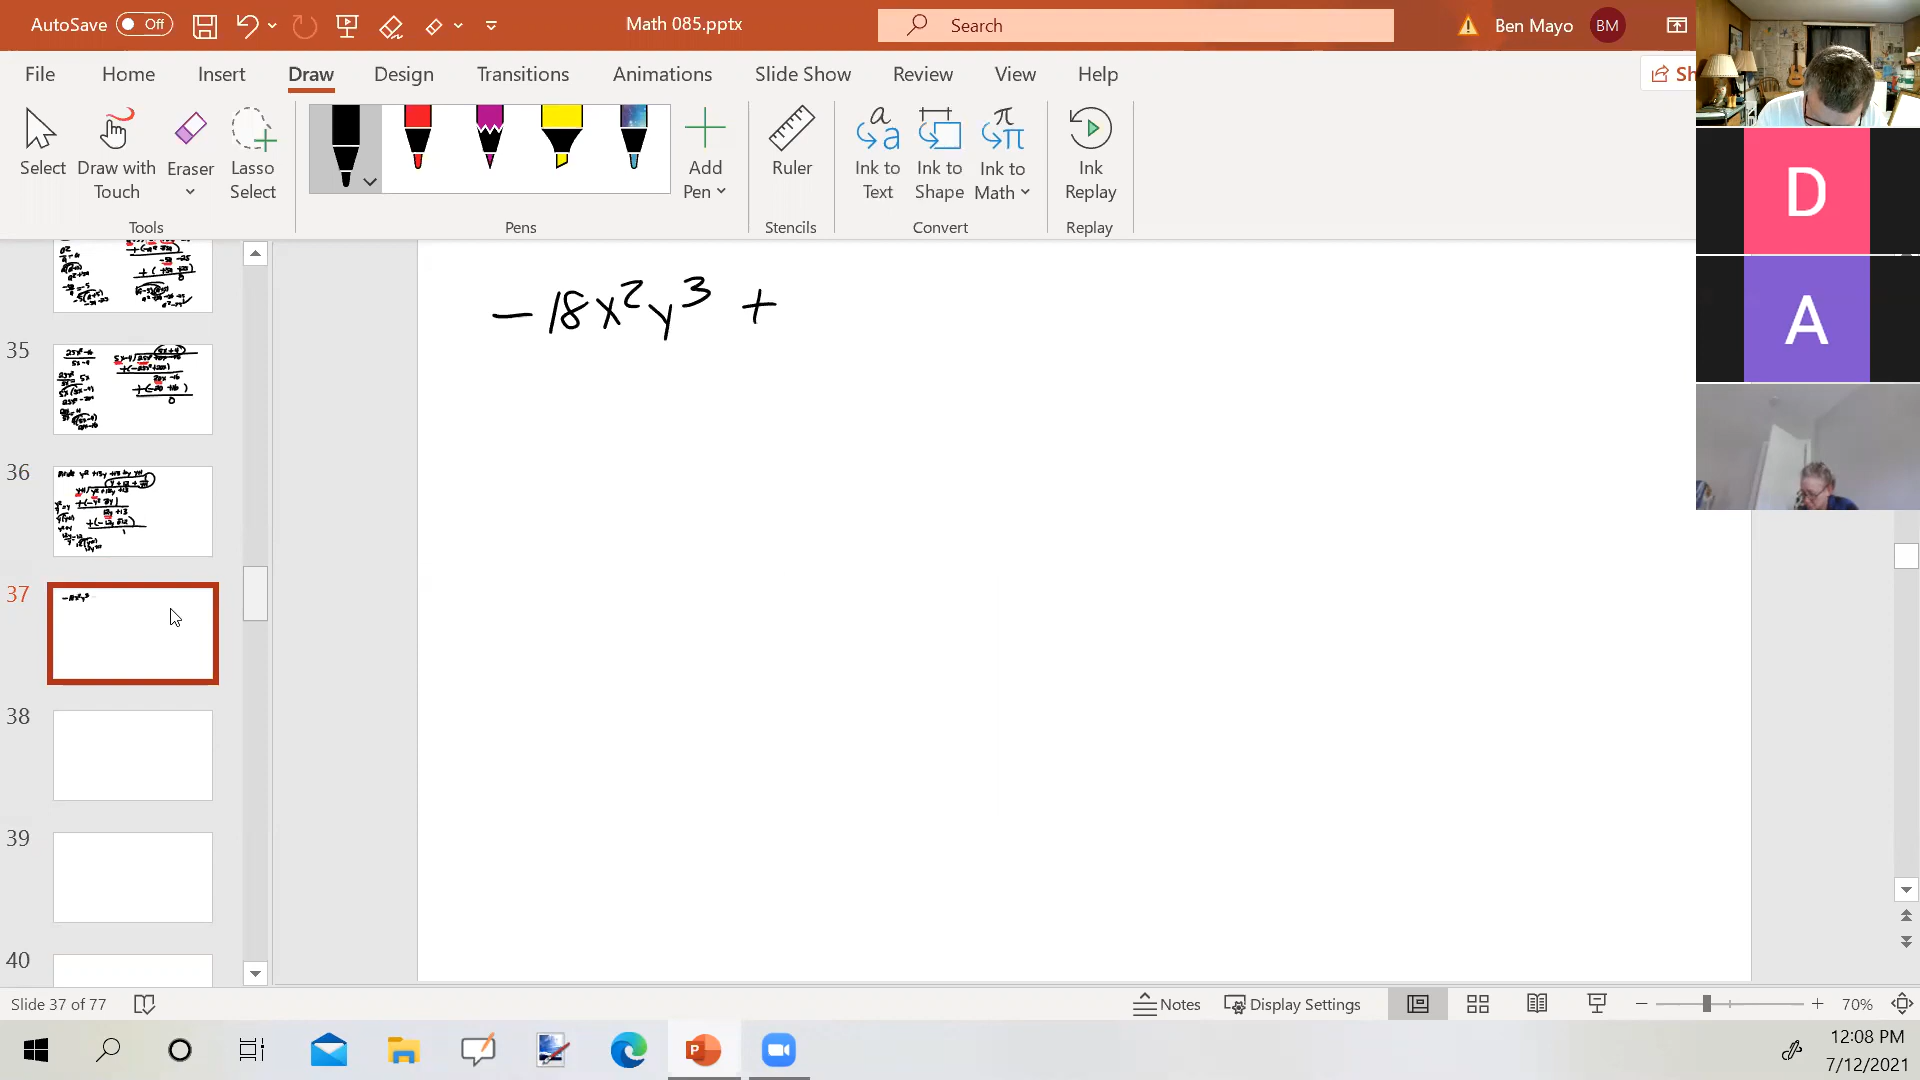 AutoSave Off Math 085.pptx Search Ben Mayo BM
File Home Insert Draw Design Transitions Animations Slide Show Review View Help Sh
Select Draw with Touch Eraser Lasso Select Add Pen Ruler Ink to Text Ink to Shape Ink to Math Ink Replay
Tools Pens Stencils Convert Replay
D
A
35
36
37
38
39
40
-18x²y³ +
-18x²y³
Slide 37 of 77 Notes Display Settings 70%
12:08 PM
7/12/2021